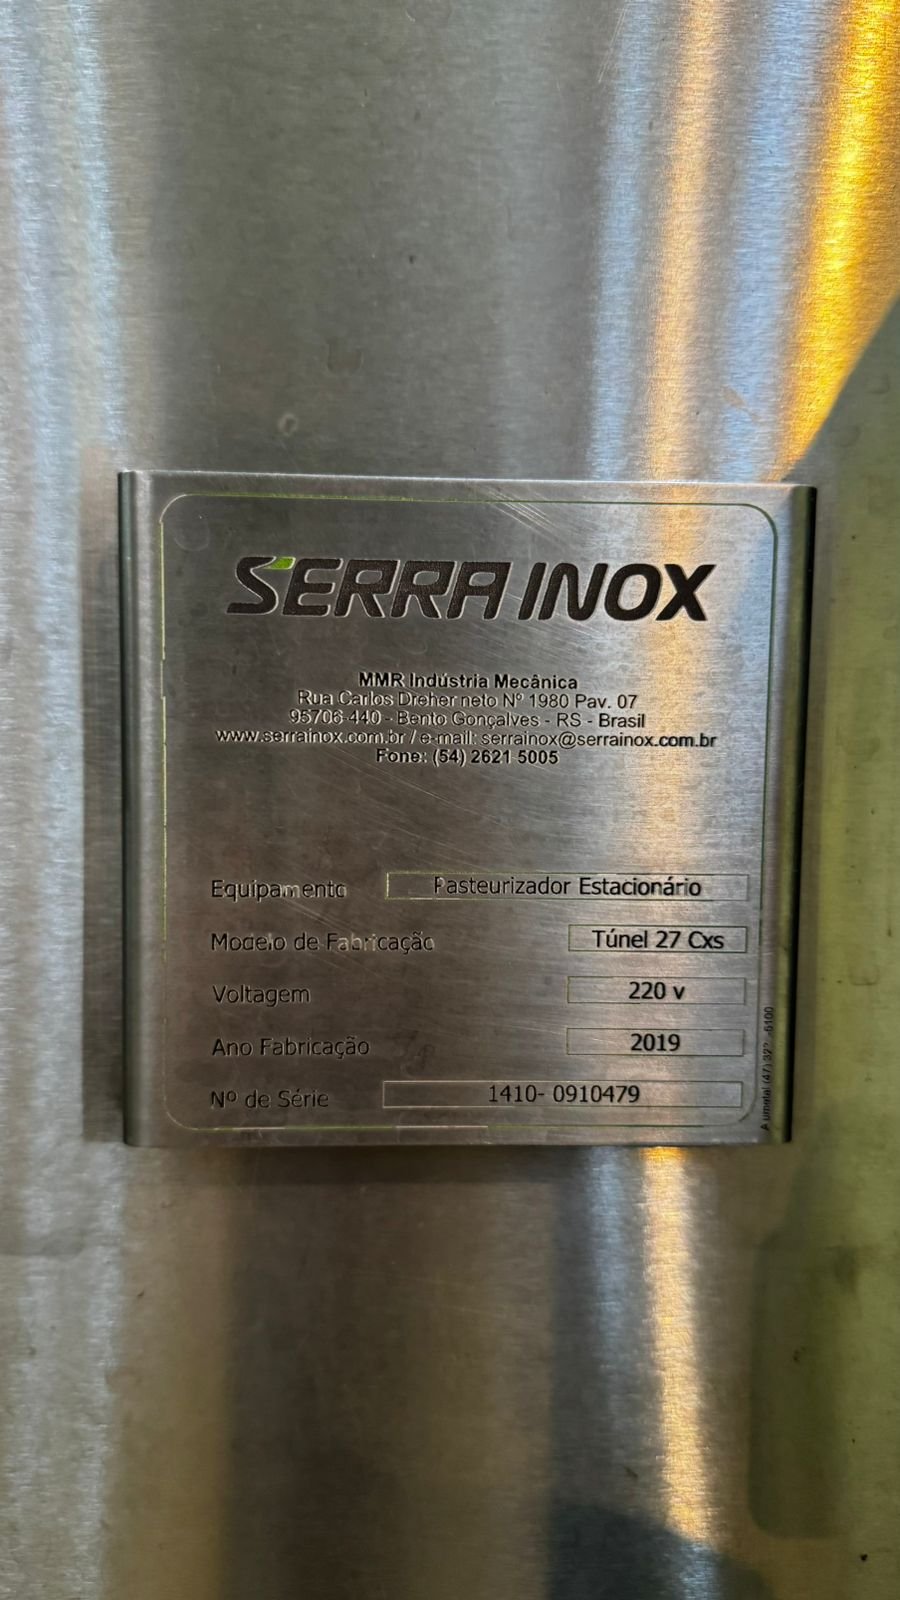 SERRA INOX
MMR Indústria Mecânica
Rua Carlos Dreher neto Nº 1980 Pav. 07
95706-440 - Bento Gonçalves - RS - Brasil
www.serrainox.com.br / e-mail: serrainox@serrainox.com.br
Fone: (54) 2621 5005
Equipamento Pasteurizador Estacionário
Modelo de Fabricação Túnel 27 Cxs
Voltagem 220 v
Ano Fabricação 2019
Nº de Série 1410- 0910479
(47)